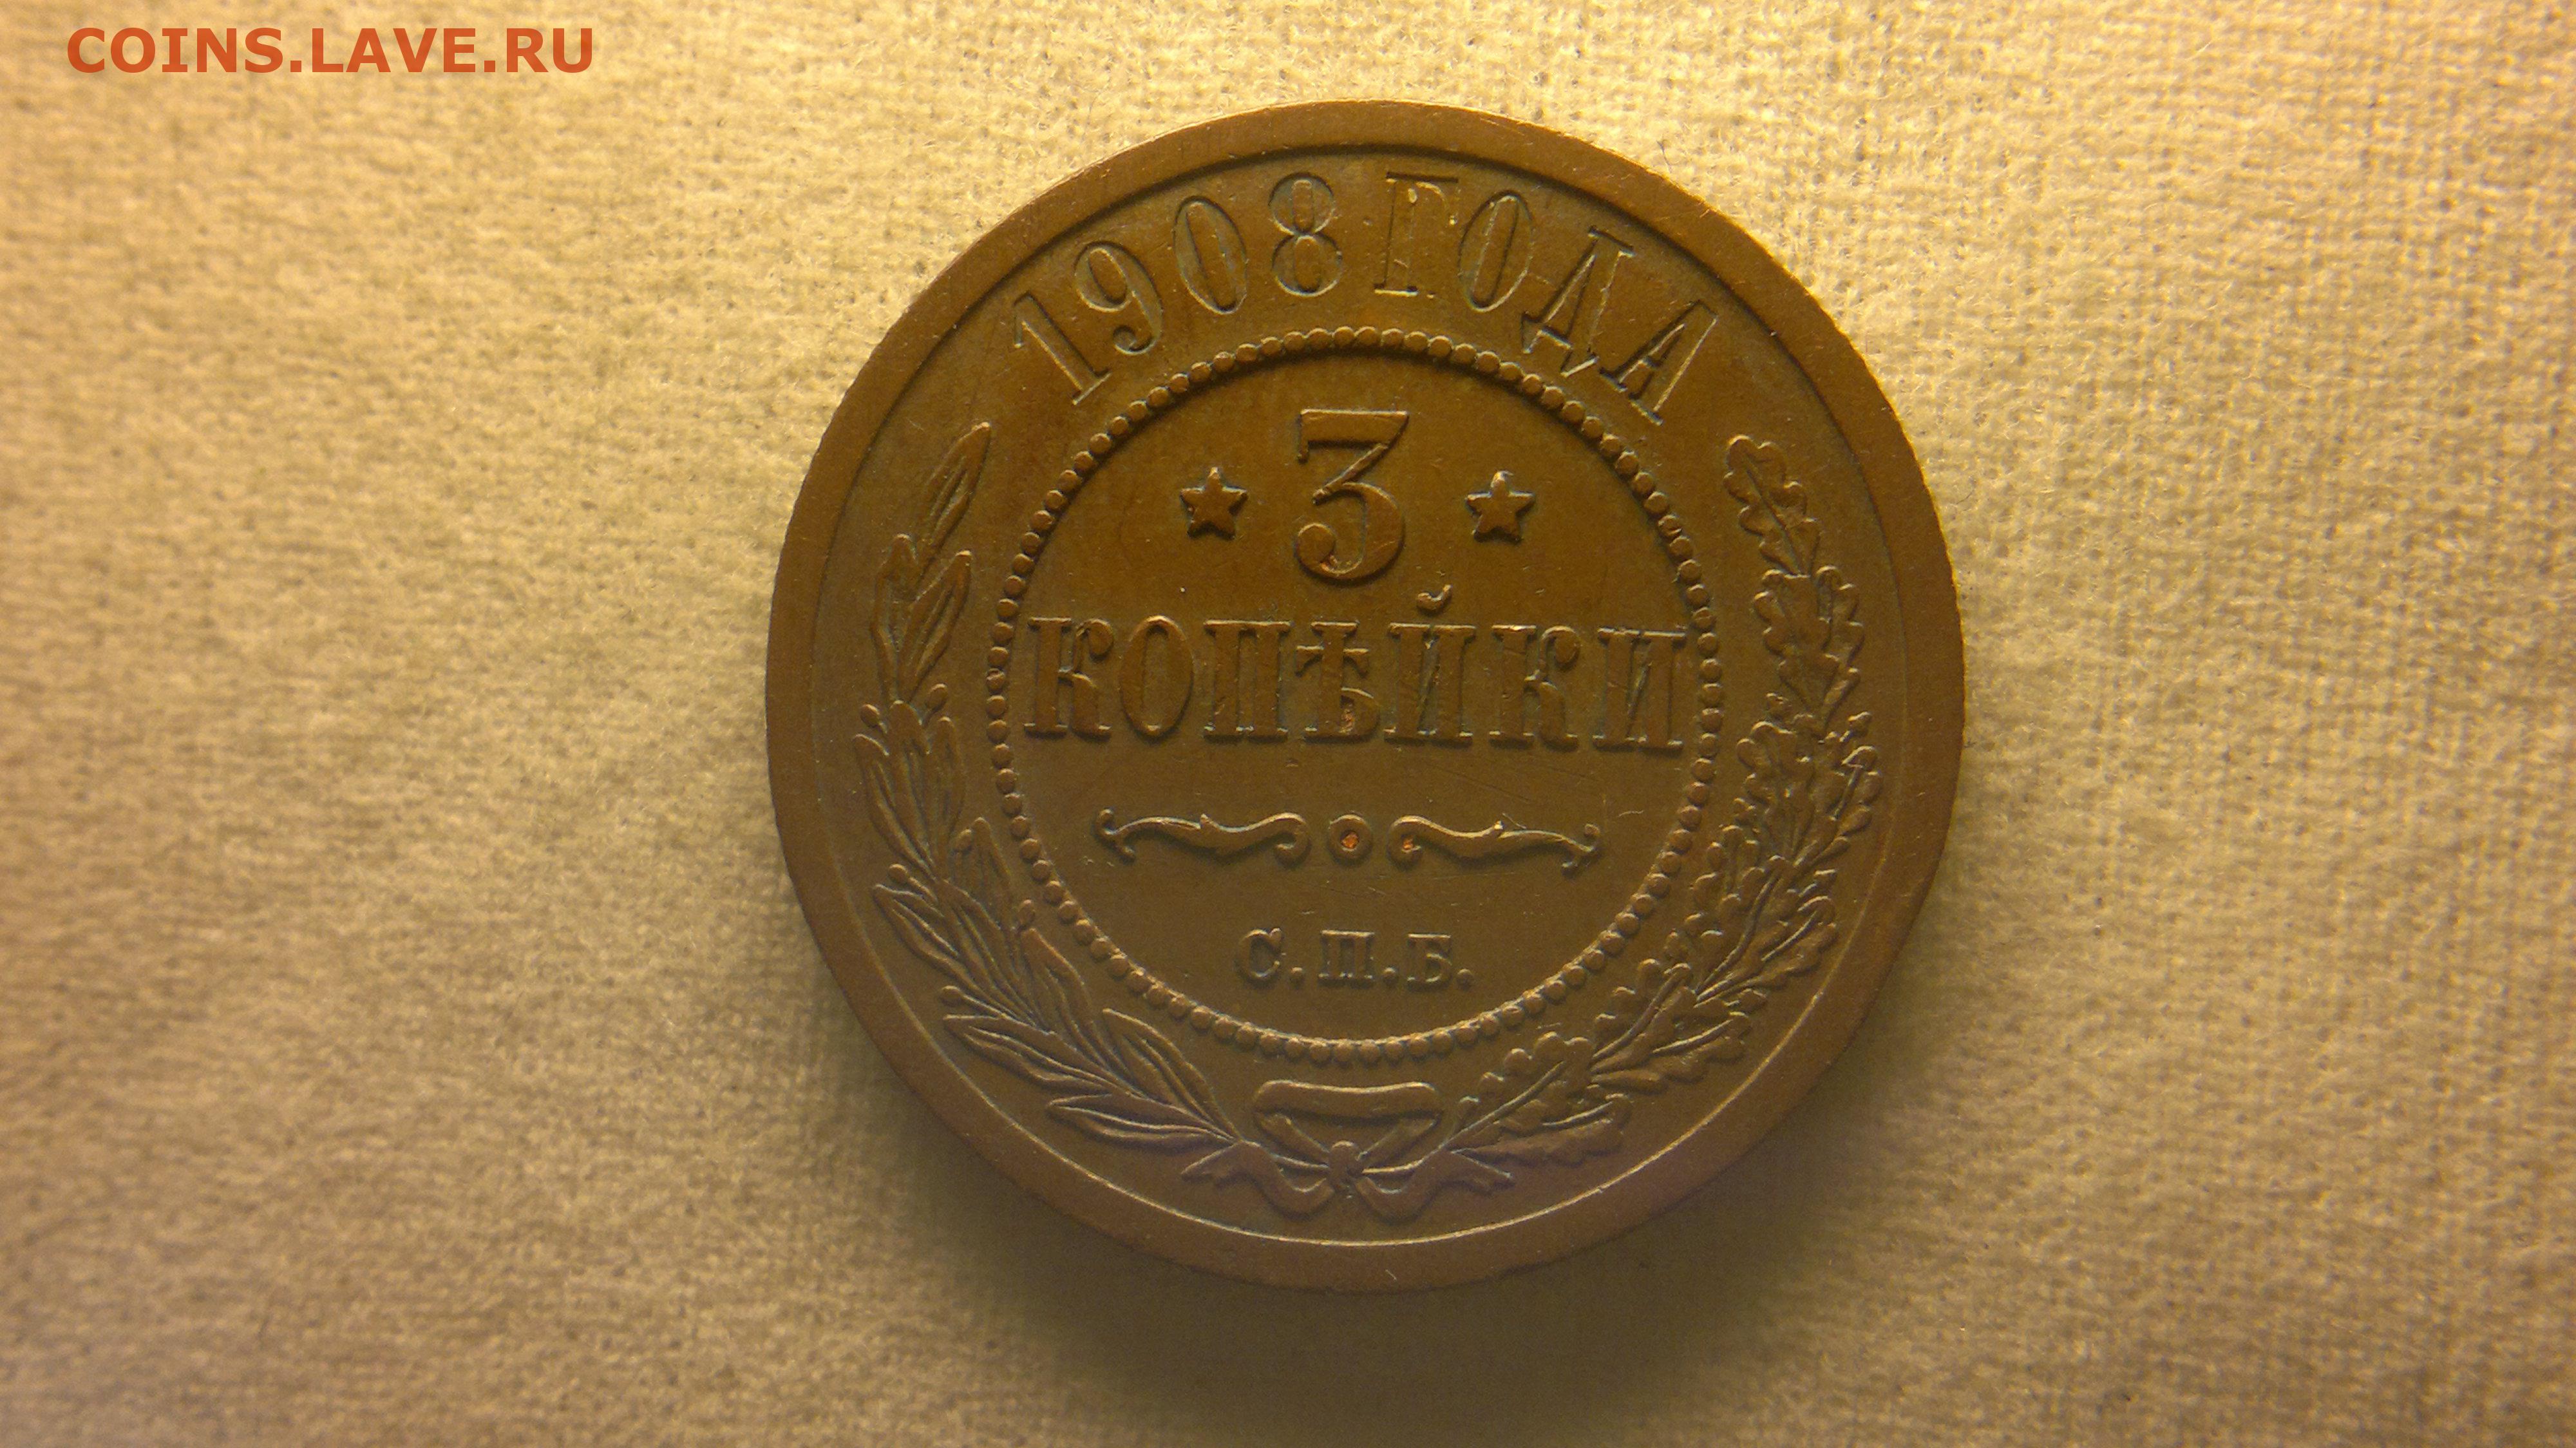 COINS.LAVE.RU
1908 ГОДА
3
КОПѢЙКИ
С.П.Б.